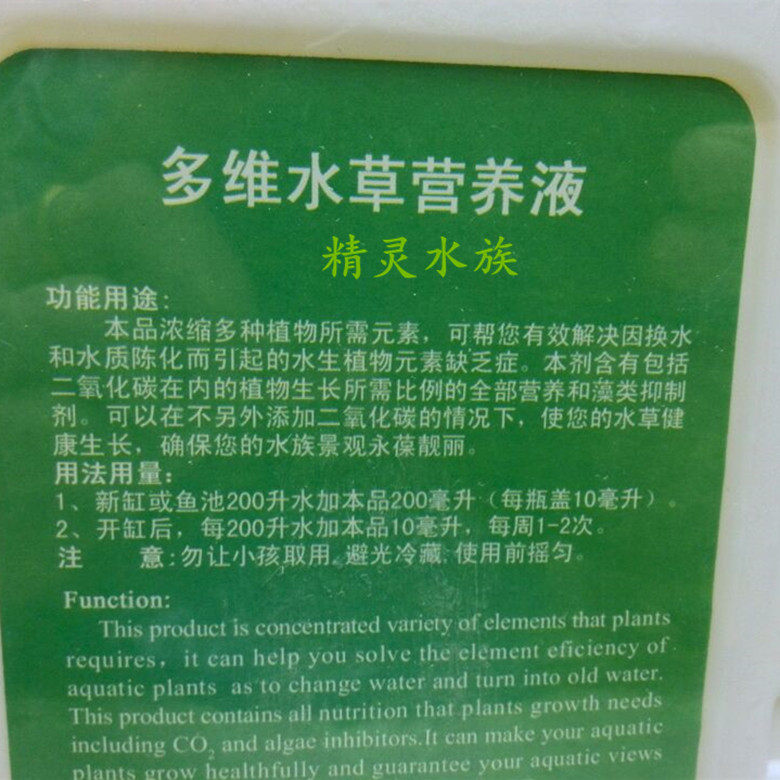 多维水草营养液
精灵水族
功能用途:
本品浓缩多种植物所需元素，可帮您有效解决因换水
和水质陈化而引起的水生植物元素缺乏症。本剂含有包括
二氧化碳在内的植物生长所需比例的全部营养和藻类抑制
剂。可以在不另外添加二氧化碳的情况下，使您的水草健
康生长，确保您的水族景观永葆靓丽。
用法用量:
1、新缸或鱼池200升水加本品200毫升（每瓶盖10毫升）。
2、开缸后，每200升水加本品10毫升，每周1-2次。
注 意:勿让小孩取用.避光冷藏.使用前摇匀。
Function:
This product is concentrated variety of elements that plants
requires, it can help you solve the element eficiency of
aquatic plants as to change water and turn into old water.
This product contains all nutrition that plants growth needs
including CO₂ and algae inhibitors.It can make your aquatic
plants grow healthfully and guarantee your aquatic views